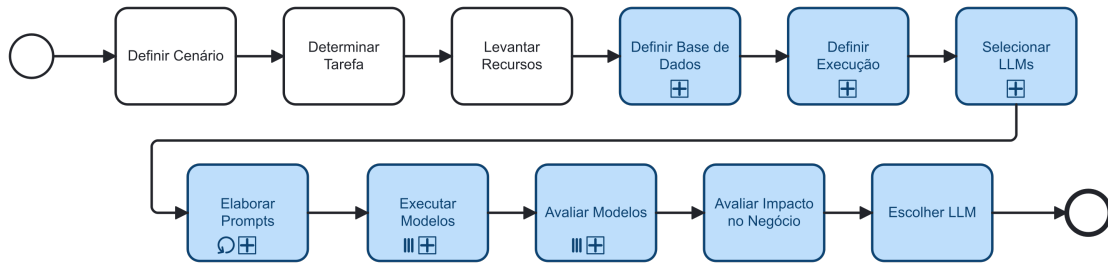 Definir Cenário
Determinar
Tarefa
Levantar
Recursos
Definir Base de
Dados
Definir
Execução
Selecionar
LLMs
Elaborar
Prompts
Executar
Modelos
Avaliar Modelos
Avaliar Impacto
no Negócio
Escolher LLM